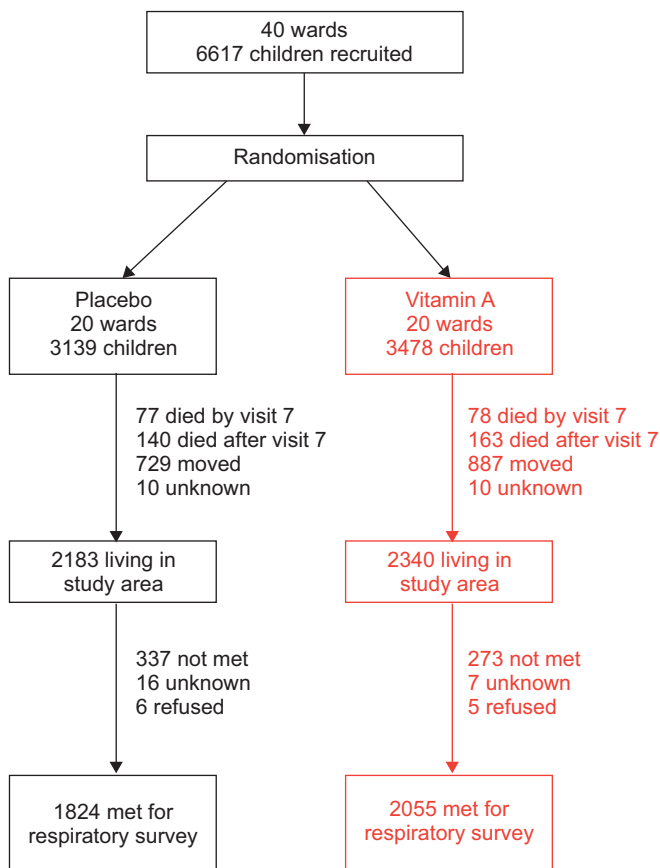 40 wards
6617 children recruited
Randomisation
Placebo
20 wards
3139 children
Vitamin A
20 wards
3478 children
77 died by visit 7
140 died after visit 7
729 moved
10 unknown
78 died by visit 7
163 died after visit 7
887 moved
10 unknown
2183 living in
study area
2340 living in
study area
337 not met
16 unknown
6 refused
273 not met
7 unknown
5 refused
1824 met for
respiratory survey
2055 met for
respiratory survey